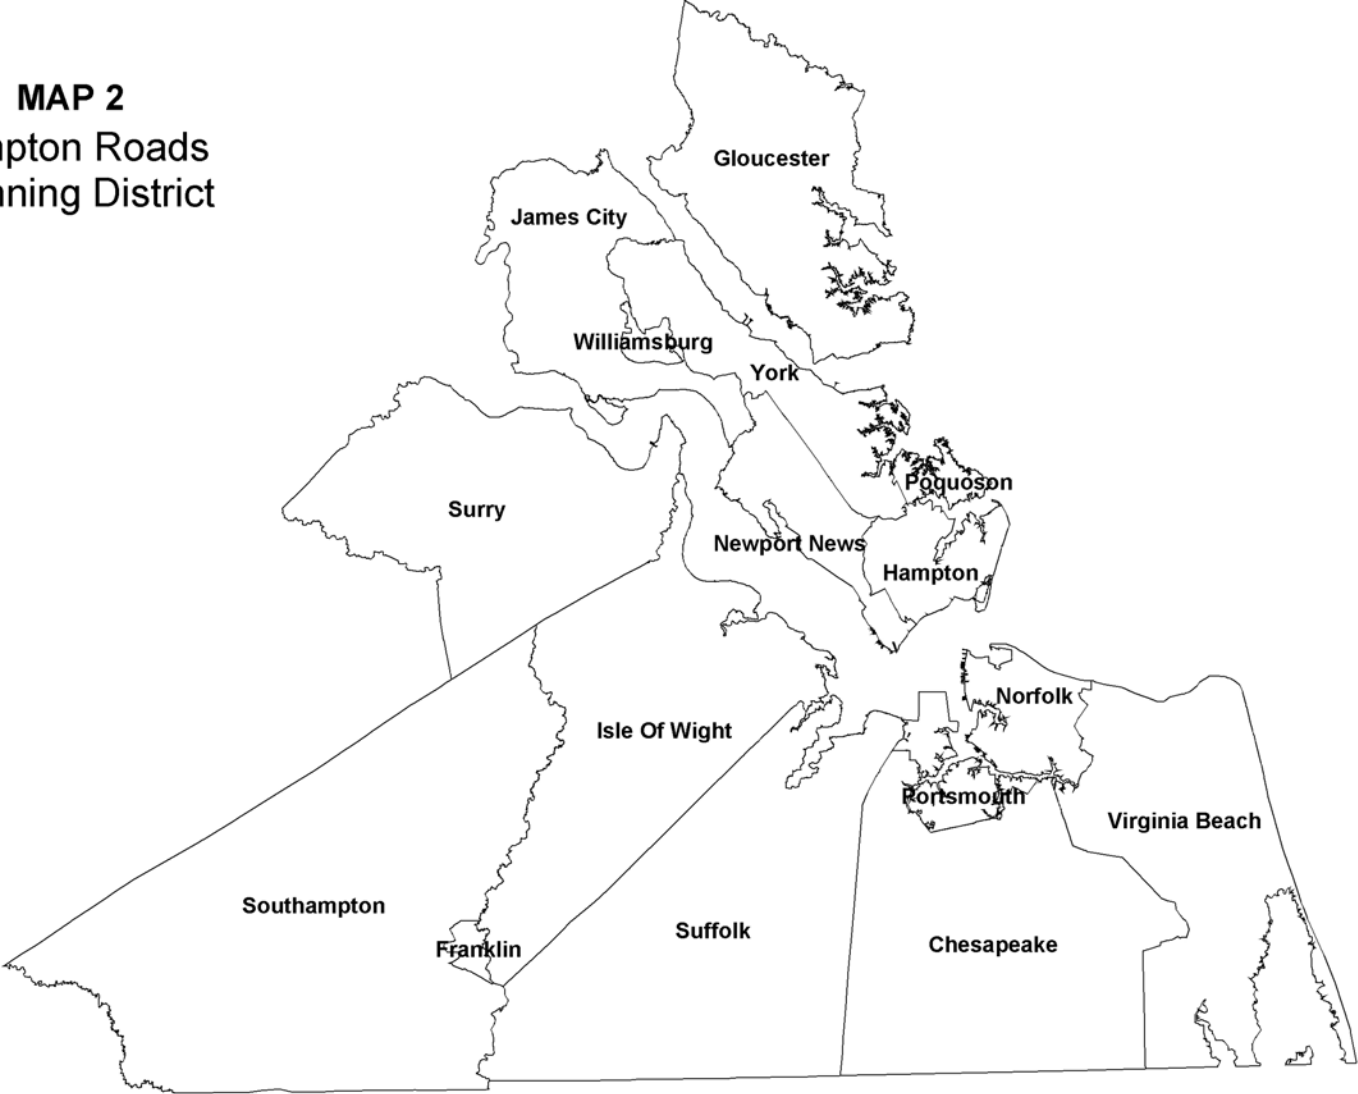 MAP 2
mpton Roads
nning District
Gloucester
James City
Williamsburg
York
Poquoson
Surry
Newport News
Hampton
Norfolk
Isle Of Wight
Portsmouth
Virginia Beach
Southampton
Suffolk
Chesapeake
Franklin